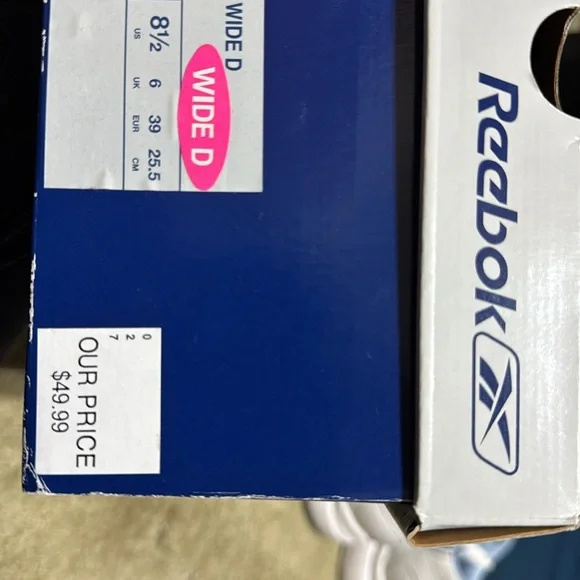 Reebok
WIDE D
WIDE D
8½ 6 39 25.5
US UK EUR CM
0
2
7
OUR PRICE
$49.99